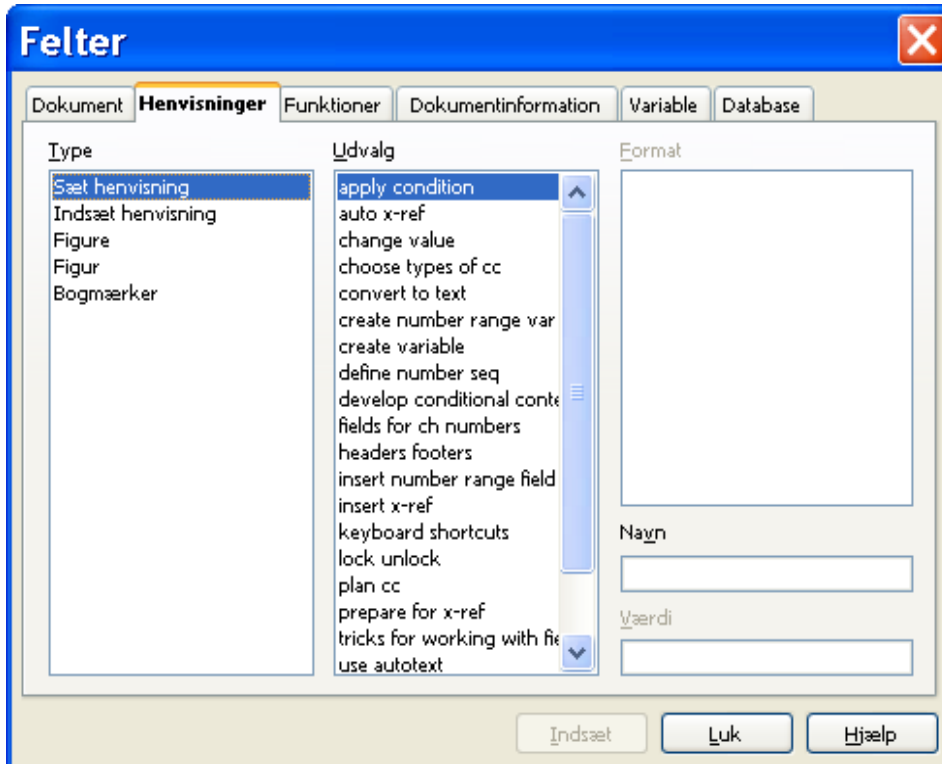 Felter
Dokument Henvisninger Funktioner Dokumentinformation Variable Database
Type
Sæt henvisning
Indsæt henvisning
Figure
Figur
Bogmærker
Udvalg
apply condition
auto x-ref
change value
choose types of cc
convert to text
create number range var
create variable
define number seq
develop conditional conte
fields for ch numbers
headers footers
insert number range field
insert x-ref
keyboard shortcuts
lock unlock
plan cc
prepare for x-ref
tricks for working with fie
use autotext
Format
Navn
Værdi
Indsæt Luk Hjælp